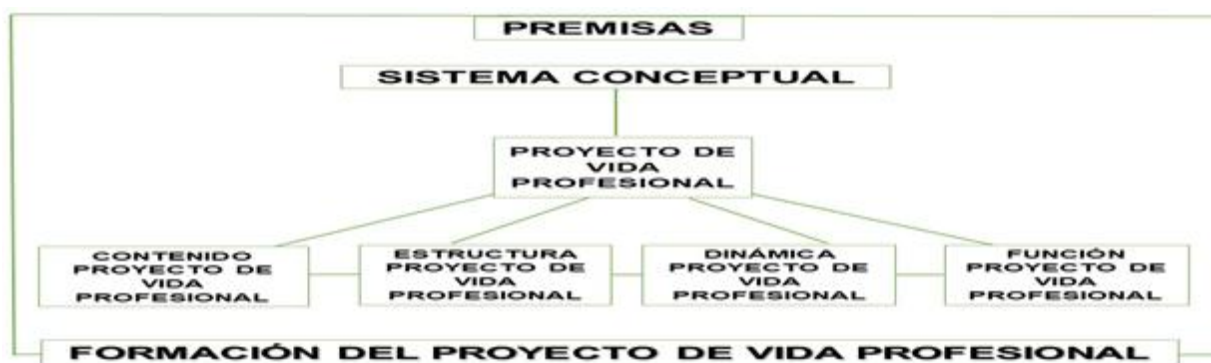 PREMISAS
SISTEMA CONCEPTUAL
PROYECTO DE
VIDA
PROFESIONAL
CONTENIDO
PROYECTO DE
VIDA
PROFESIONAL
ESTRUCTURA
PROYECTO DE
VIDA
PROFESIONAL
DINÁMICA
PROYECTO DE
VIDA
PROFESIONAL
FUNCIÓN
PROYECTO DE
VIDA
PROFESIONAL
FORMACIÓN DEL PROYECTO DE VIDA PROFESIONAL